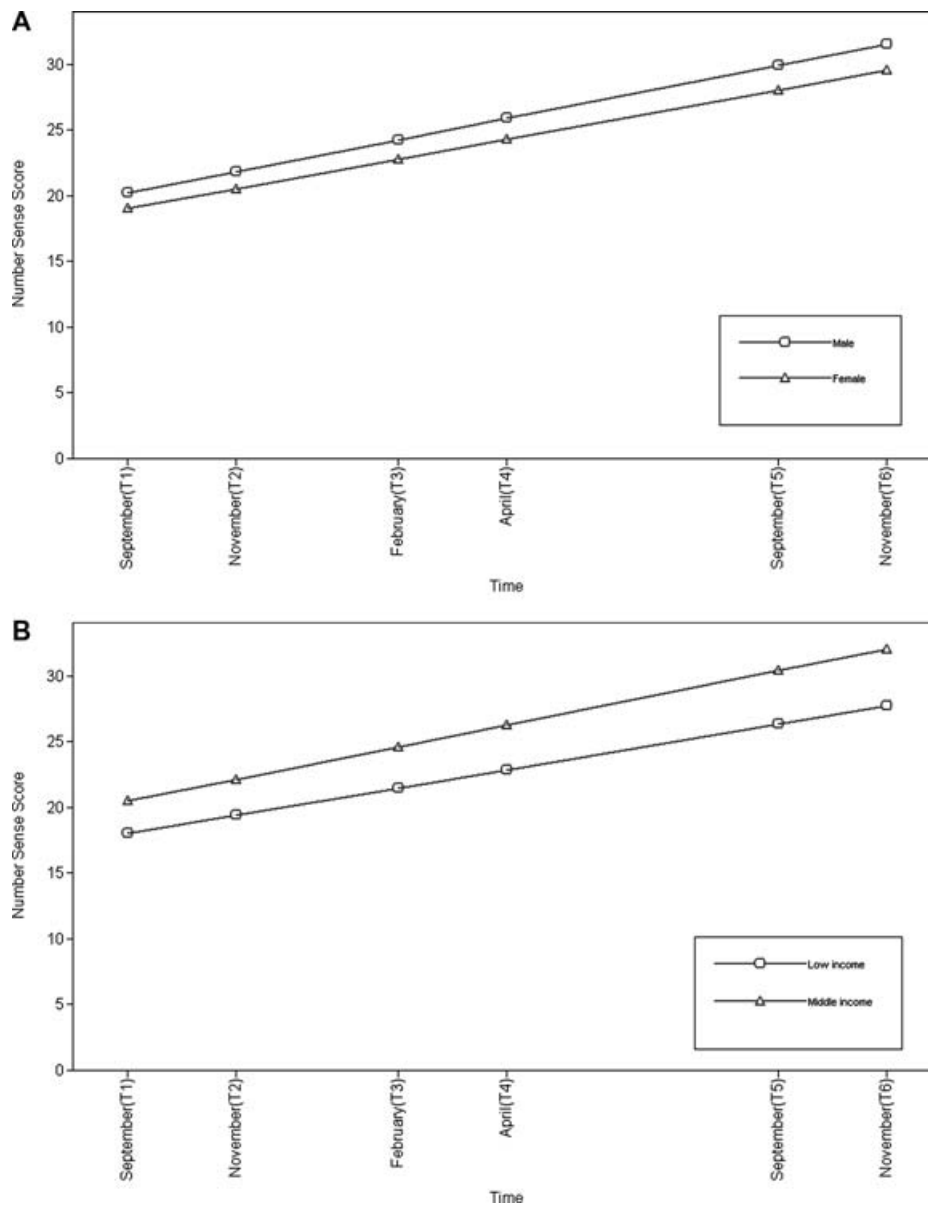 A
30
25
20
15
10
5
0
Number Sense Score
Male
Female
September(T1)
November(T2)
February(T3)
April(T4)
September(T5)
November(T6)
Time
B
30
25
20
15
10
5
0
Number Sense Score
Low income
Middle income
September(T1)
November(T2)
February(T3)
April(T4)
September(T5)
November(T6)
Time